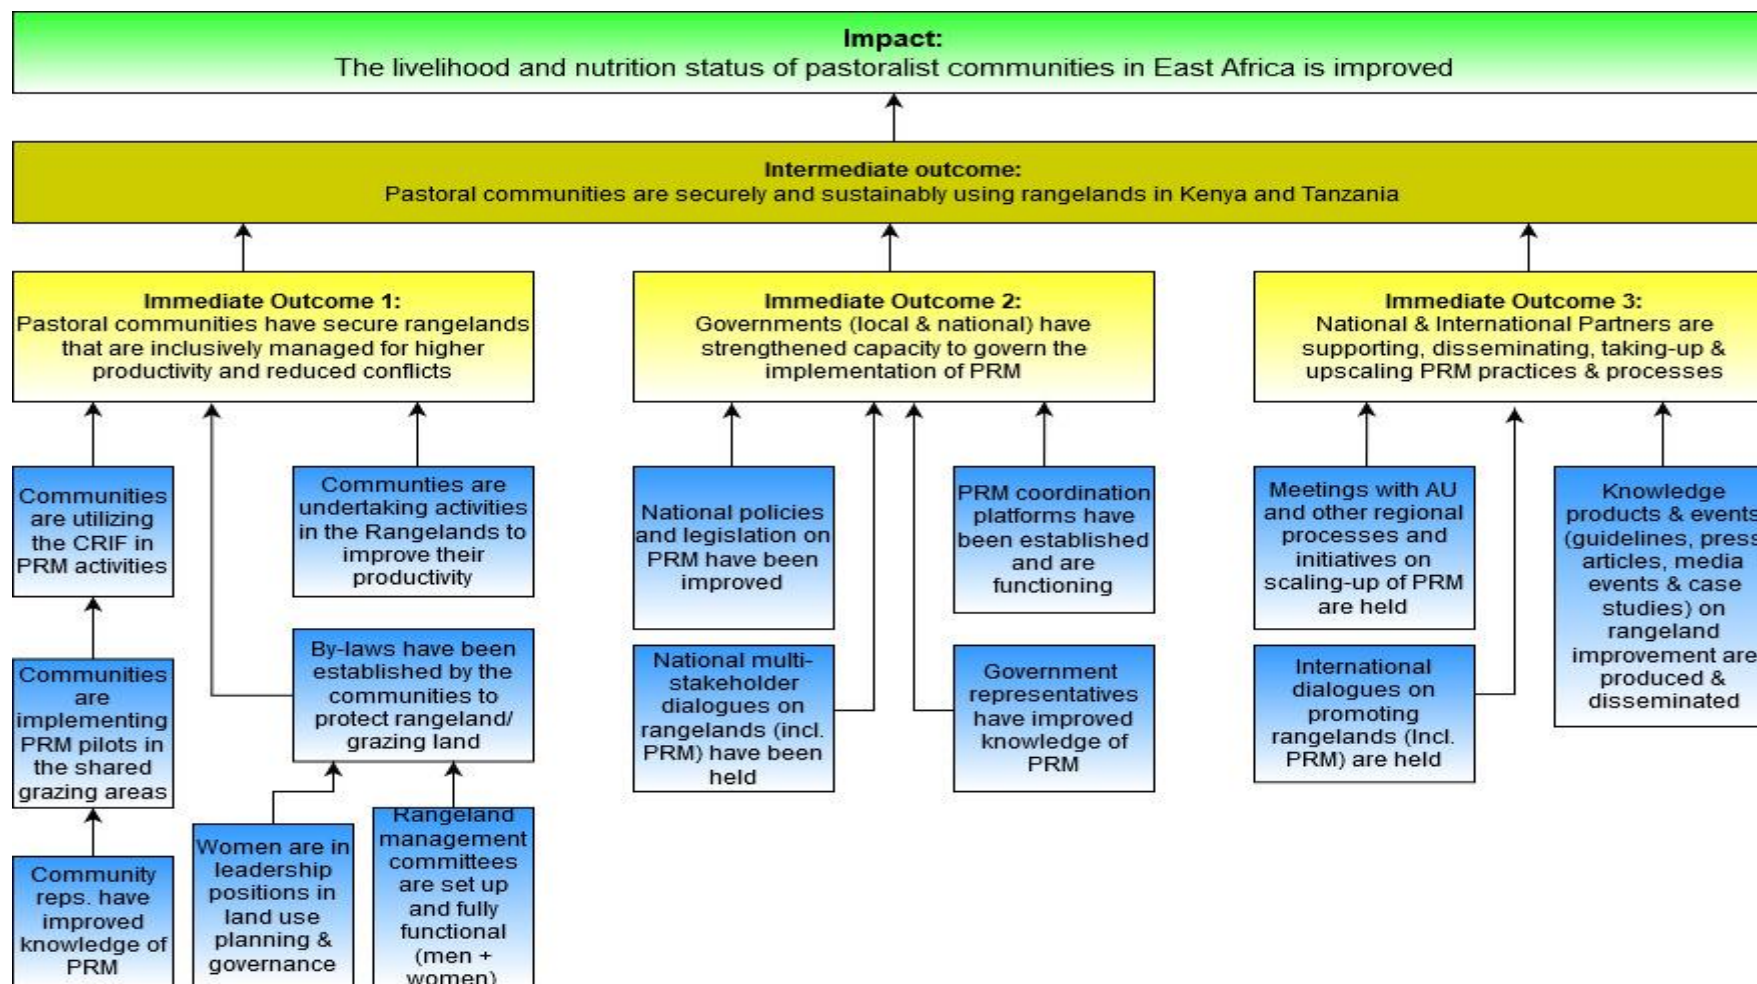 Impact:
The livelihood and nutrition status of pastoralist communities in East Africa is improved
Intermediate outcome:
Pastoral communities are securely and sustainably using rangelands in Kenya and Tanzania
Immediate Outcome 1:
Pastoral communities have secure rangelands
that are inclusively managed for higher
productivity and reduced conflicts
Immediate Outcome 2:
Governments (local & national) have
strengthened capacity to govern the
implementation of PRM
Immediate Outcome 3:
National & International Partners are
supporting, disseminating, taking-up &
upscaling PRM practices & processes
Communities
are utilizing
the CRIF in
PRM activities
Communties are
undertaking activities
in the Rangelands to
improve their
productivity
National policies
and legislation on
PRM have been
improved
PRM coordination
platforms have
been established
and are
functioning
Meetings with AU
and other regional
processes and
initiatives on
scaling-up of PRM
are held
Knowledge
products & events
(guidelines, press
articles, media
events & case
studies) on
rangeland
improvement are
produced &
disseminated
Communities
are
implementing
PRM pilots in
the shared
grazing areas
By-laws have been
established by the
communities to
protect rangeland/
grazing land
National multi-
stakeholder
dialogues on
rangelands (incl.
PRM) have been
held
Government
representatives
have improved
knowledge of
PRM
International
dialogues on
promoting
rangelands (Incl.
PRM) are held
Community
reps. have
improved
knowledge of
PRM
Women are in
leadership
positions in
land use
planning &
governance
Rangeland
management
committees
are set up
and fully
functional
(men +
women)